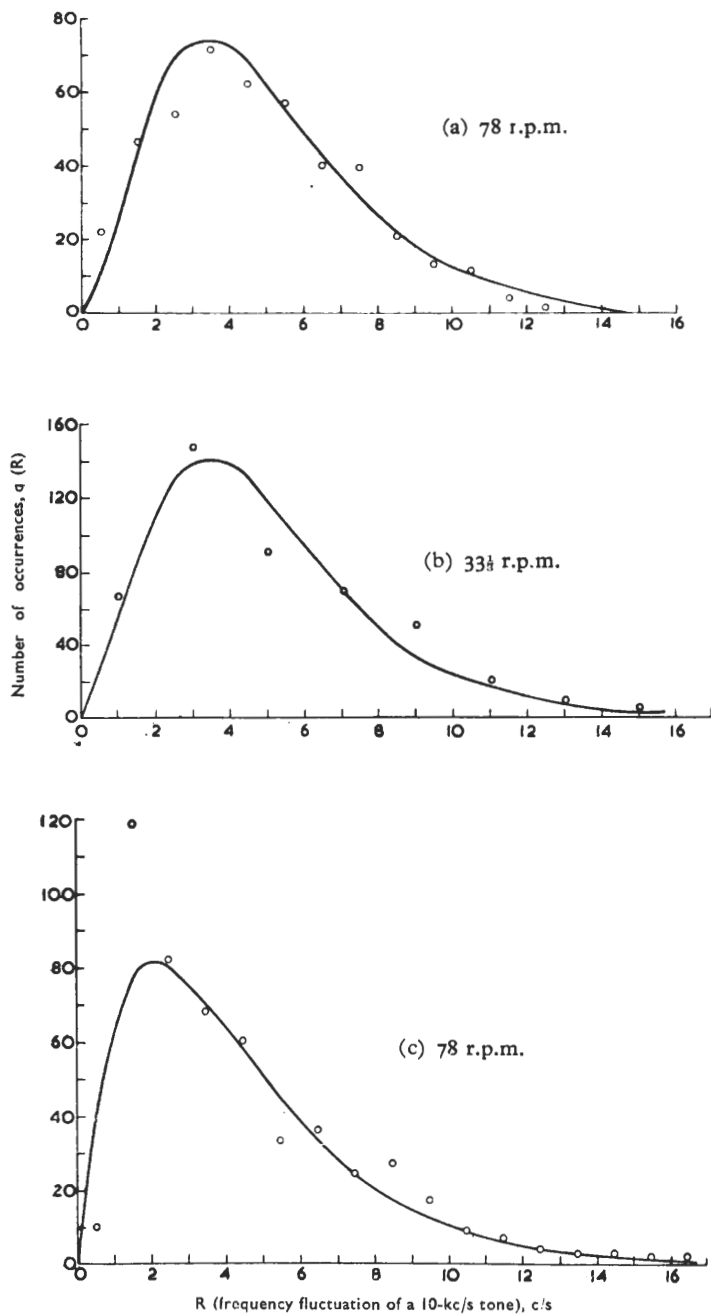 80
60
40
20
0
(a) 78 r.p.m.
0 2 4 6 8 10 12 14 16
160
120
80
40
0
(b) 33⅓ r.p.m.
0 2 4 6 8 10 12 14 16
Number of occurrences, q (R)
120
100
80
60
40
20
0
(c) 78 r.p.m.
0 2 4 6 8 10 12 14 16
R (frequency fluctuation of a 10-kc/s tone), c/s